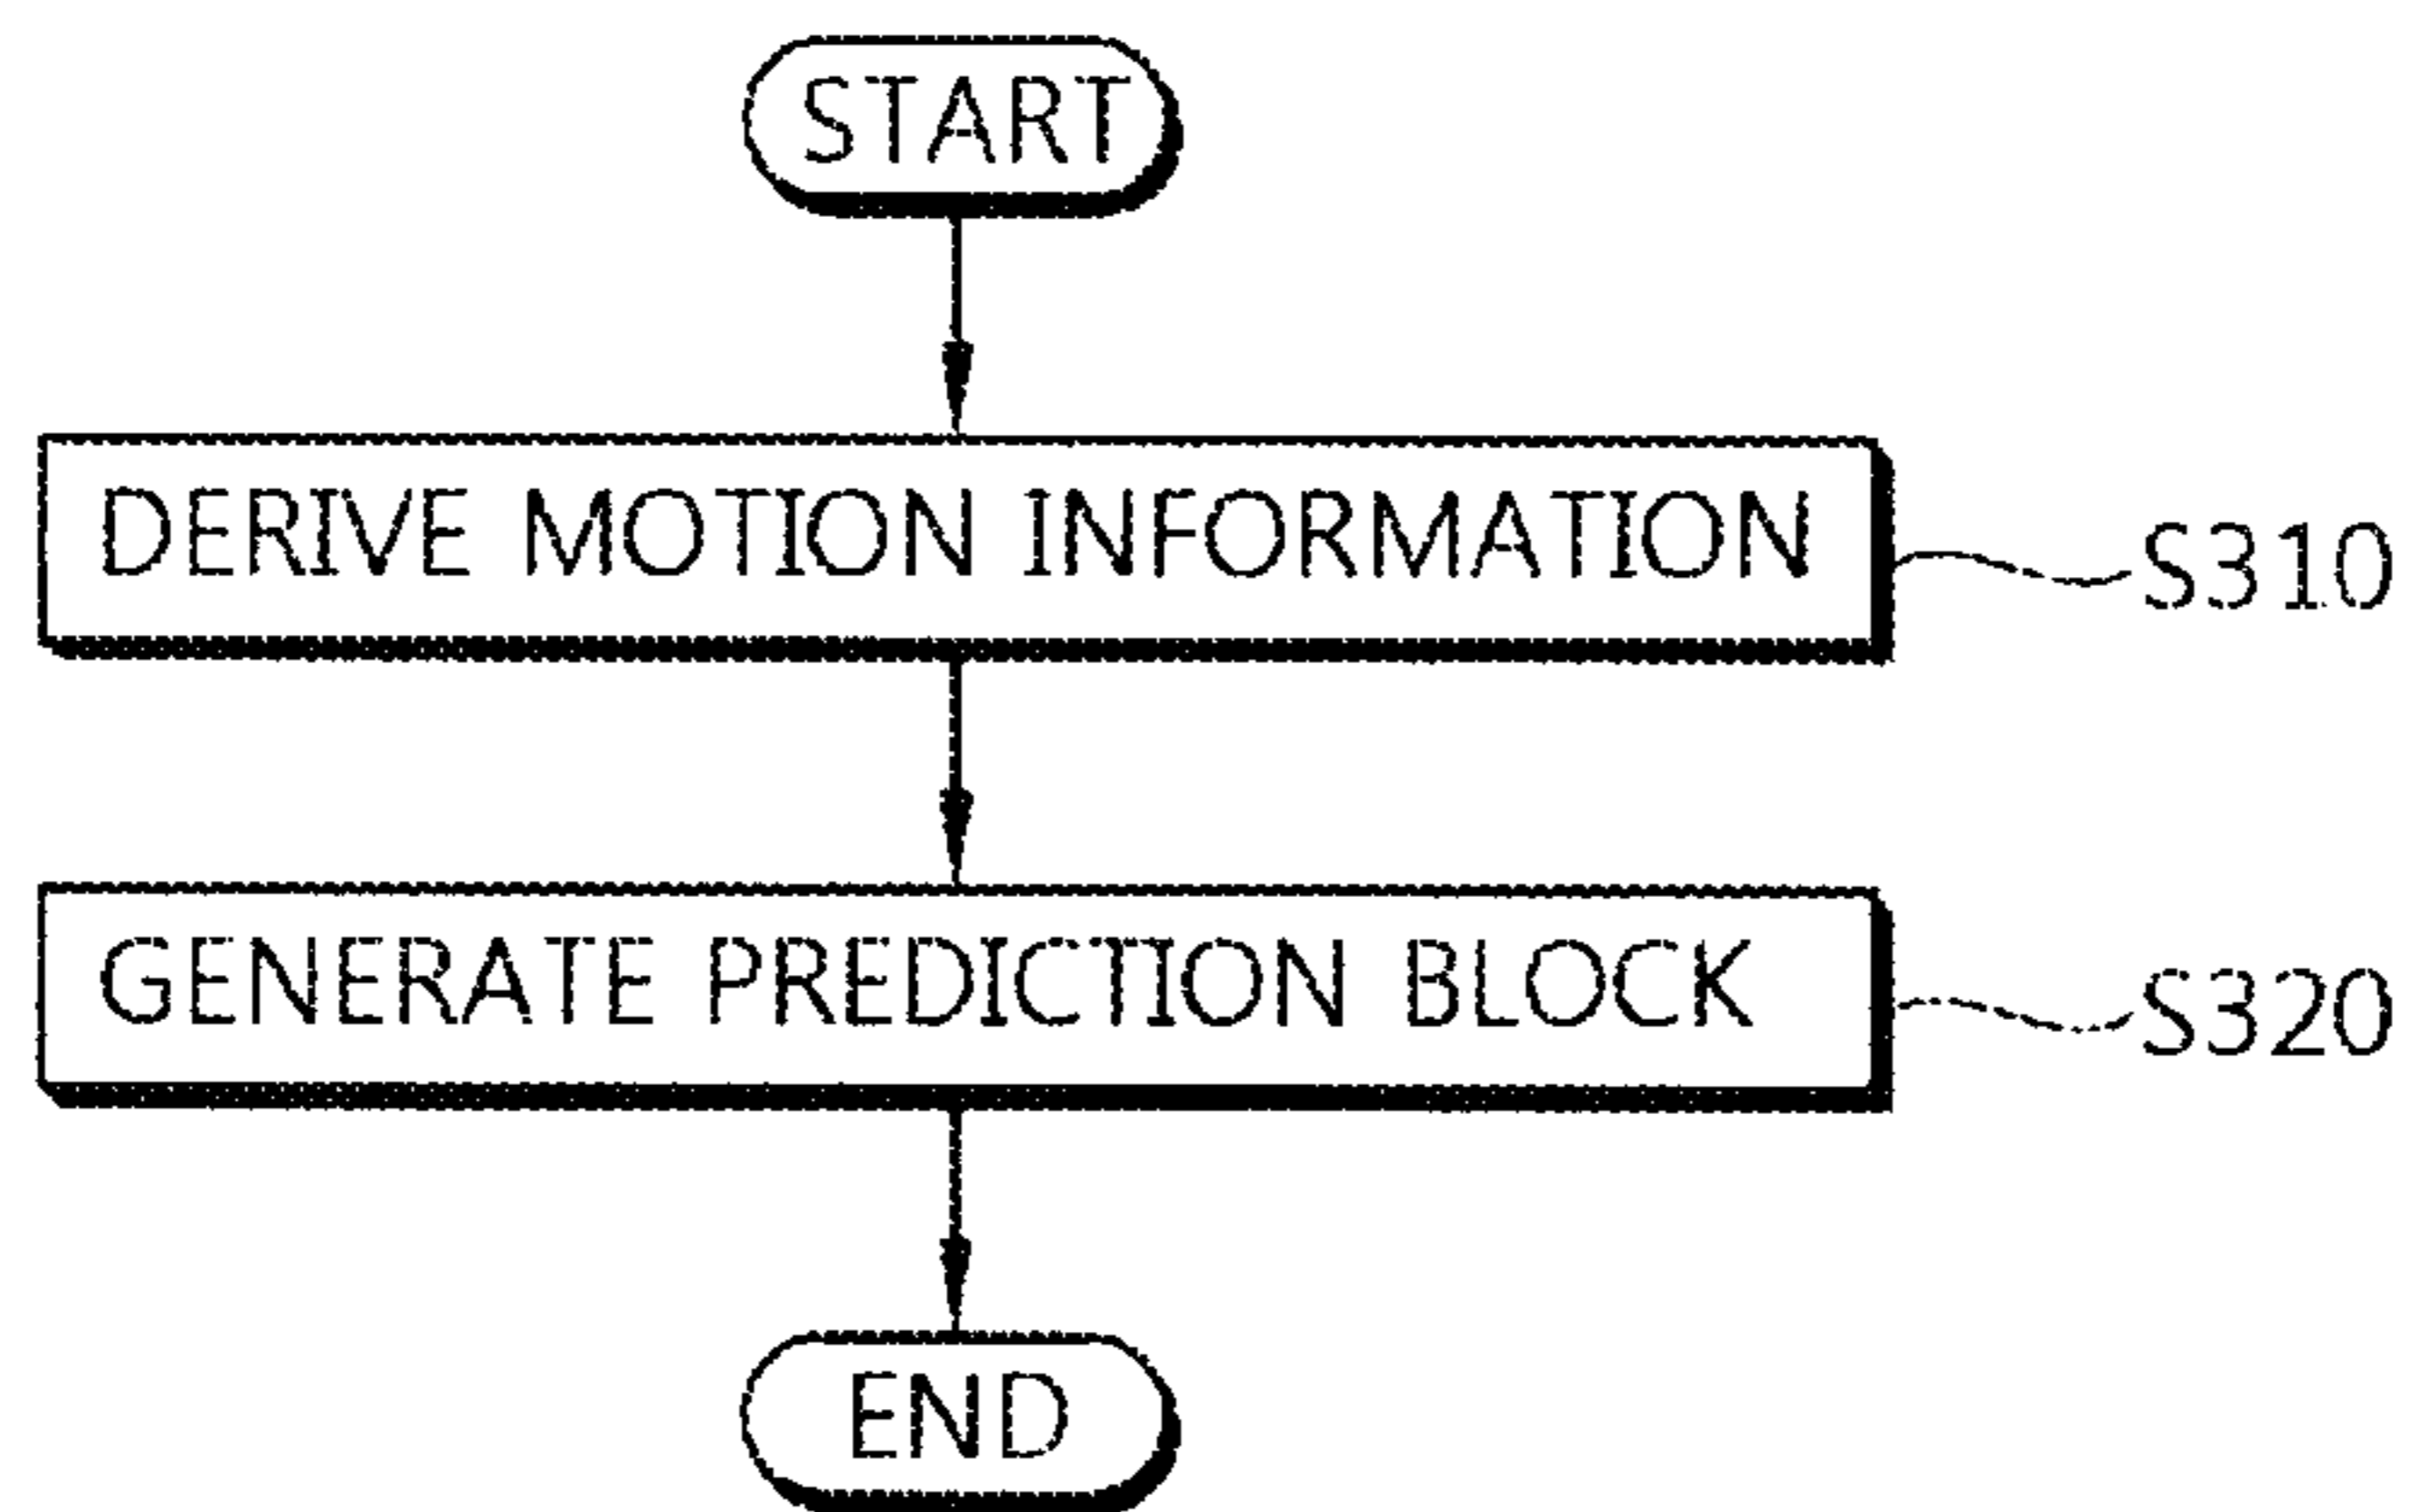 START
DERIVE MOTION INFORMATION
S310
GENERATE PREDICTION BLOCK
S320
END